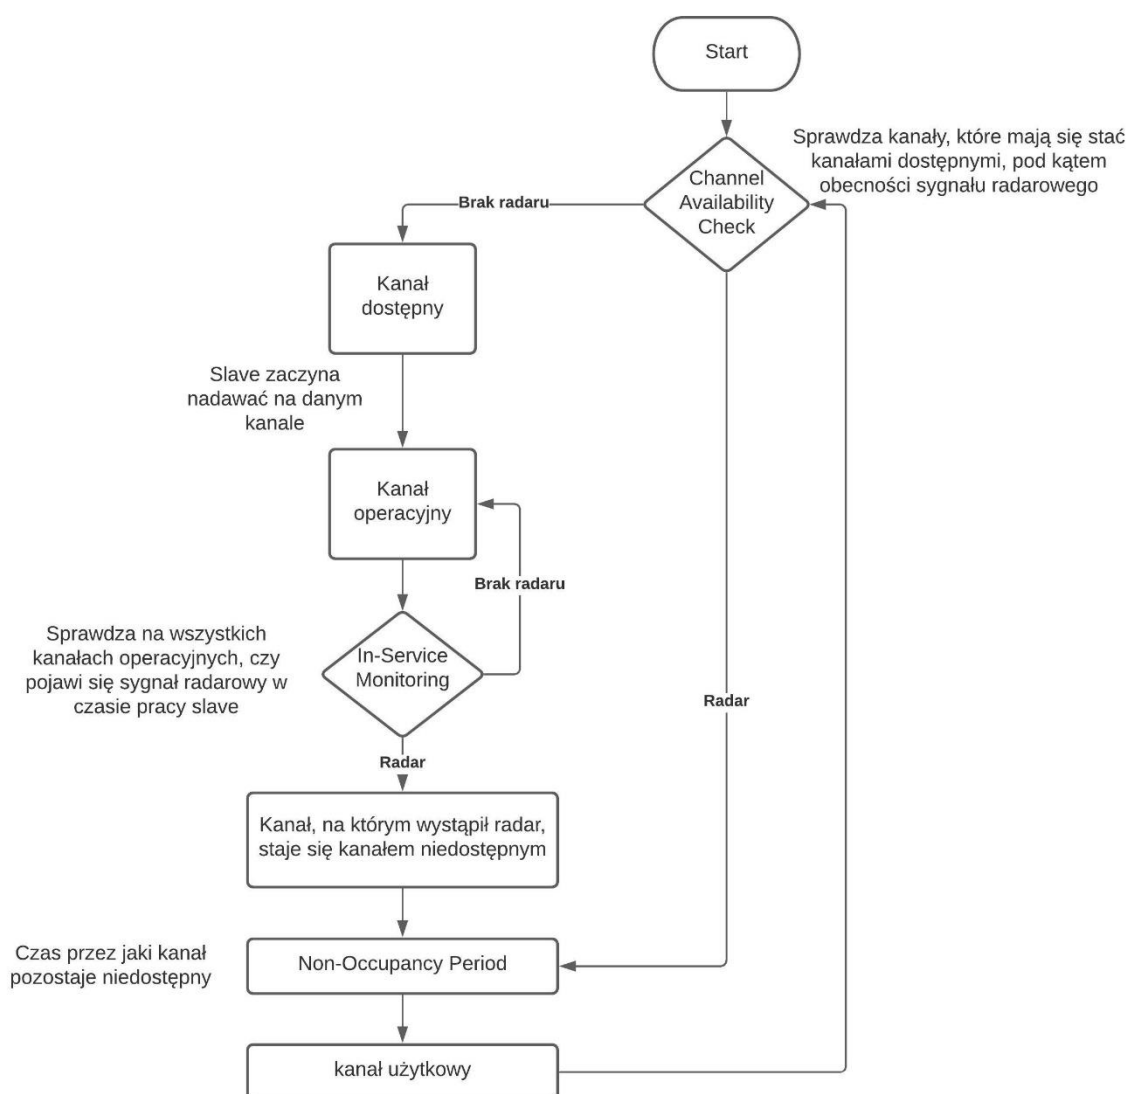 Start
Sprawdza kanały, które mają się stać
kanałami dostępnymi, pod kątem
obecności sygnału radarowego
Channel
Availability
Check
Brak radaru
Kanał
dostępny
Slave zaczyna
nadawać na danym
kanale
Kanał
operacyjny
Brak radaru
Sprawdza na wszystkich
kanałach operacyjnych, czy
pojawi się sygnał radarowy w
czasie pracy slave
In-Service
Monitoring
Radar
Radar
Kanał, na którym wystąpił radar,
staje się kanałem niedostępnym
Czas przez jaki kanał
pozostaje niedostępny
Non-Occupancy Period
kanał użytkowy